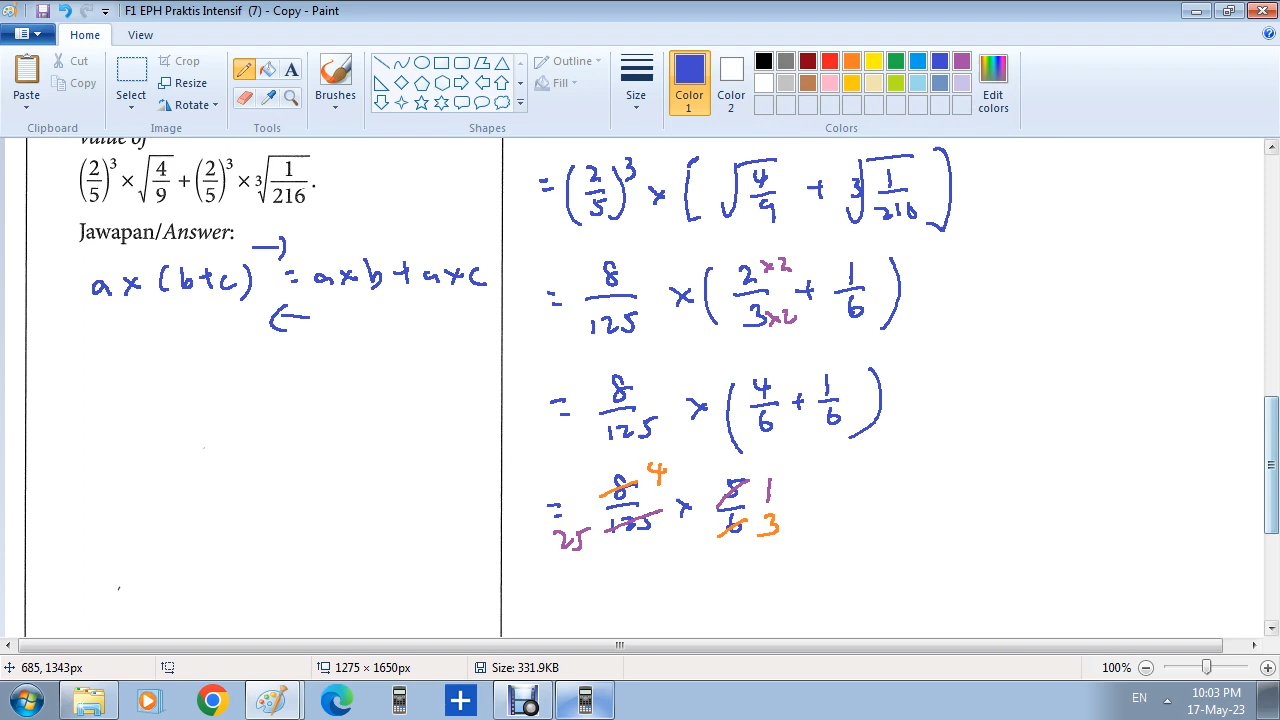 F1 EPH Praktis Intensif (7) - Copy - Paint
Home View
Paste Cut Copy Select Crop Resize Rotate Brushes Outline Fill Size Color 1 Color 2 Edit colors
Clipboard Image Tools Shapes Colors
value of
(2/5)³ × √(4/9) + (2/5)³ × ³√(1/216).
Jawapan/Answer:
→
a × (b+c) = a×b + a×c
←
= (2/5)³ × [√(4/9) + ³√(1/216)]
= 8/125 × (2×2/3×2 + 1/6)
= 8/125 × (4/6 + 1/6)
= 8/125 × 5/6
4 1
25 3
685, 1343px 1275 × 1650px Size: 331.9KB 100%
EN 10:03 PM
17-May-23